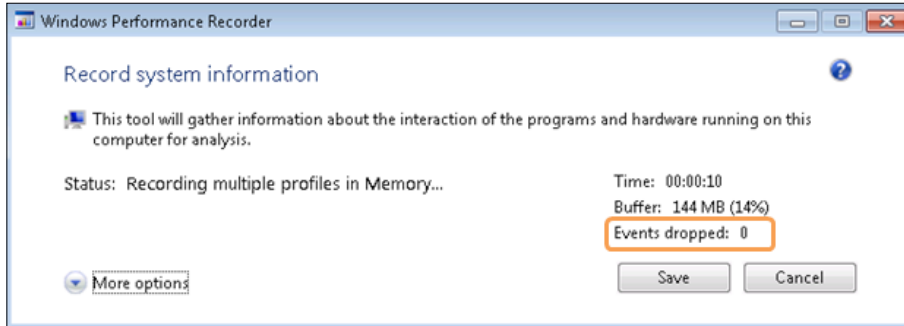 Windows Performance Recorder
Record system information
This tool will gather information about the interaction of the programs and hardware running on this
computer for analysis.
Status: Recording multiple profiles in Memory...
Time: 00:00:10
Buffer: 144 MB (14%)
Events dropped: 0
More options
Save
Cancel